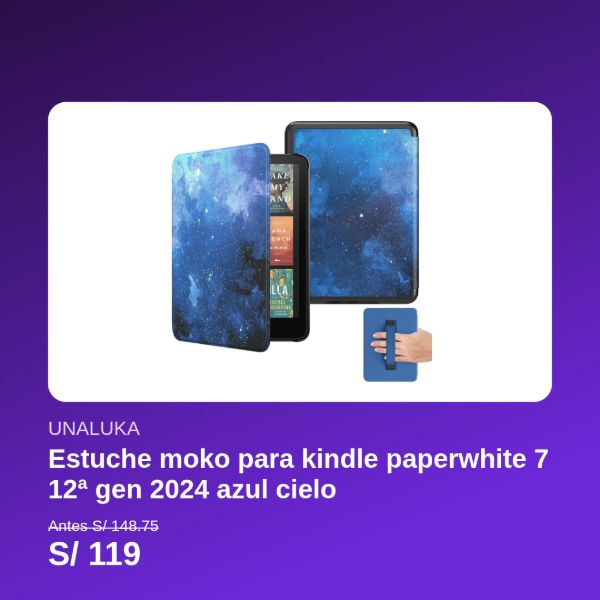 UNALUKA
Estuche moko para kindle paperwhite 7
12ª gen 2024 azul cielo
Antes S/ 148.75
S/ 119